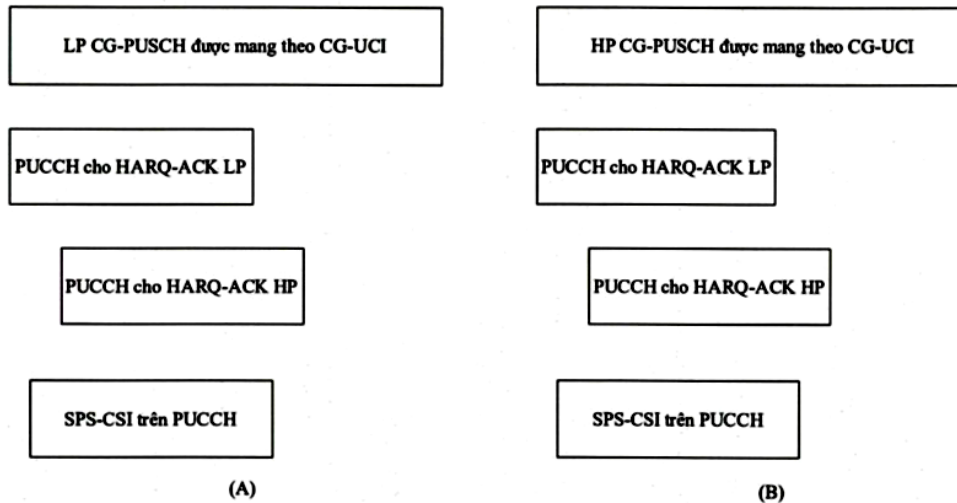 LP CG-PUSCH được mang theo CG-UCI
PUCCH cho HARQ-ACK LP
PUCCH cho HARQ-ACK HP
SPS-CSI trên PUCCH
(A)
HP CG-PUSCH được mang theo CG-UCI
PUCCH cho HARQ-ACK LP
PUCCH cho HARQ-ACK HP
SPS-CSI trên PUCCH
(B)